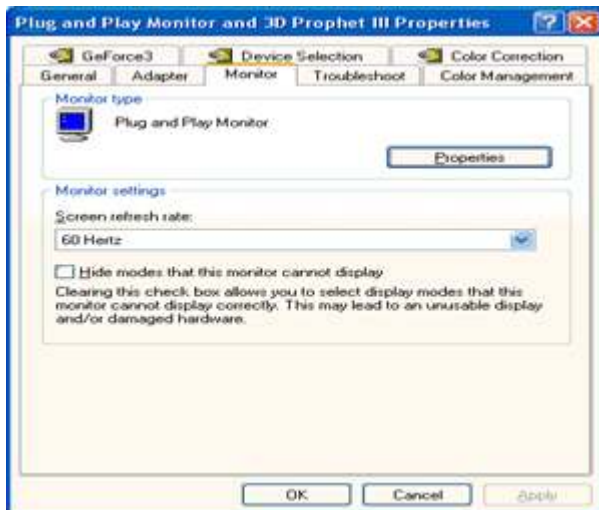 Plug and Play Monitor and 3D Prophet III Properties
GeForce3 Device Selection Color Correction
General Adapter Monitor Troubleshoot Color Management
Monitor type
Plug and Play Monitor
Properties
Monitor settings
Screen refresh rate:
60 Hertz
Hide modes that this monitor cannot display
Clearing this check box allows you to select display modes that this
monitor cannot display correctly. This may lead to an unusable display
and/or damaged hardware.
OK Cancel Apply